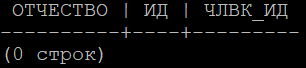 ОТЧЕСТВО | ИД | ЧЛВК_ИД
----------+----+---------
(0 строк)